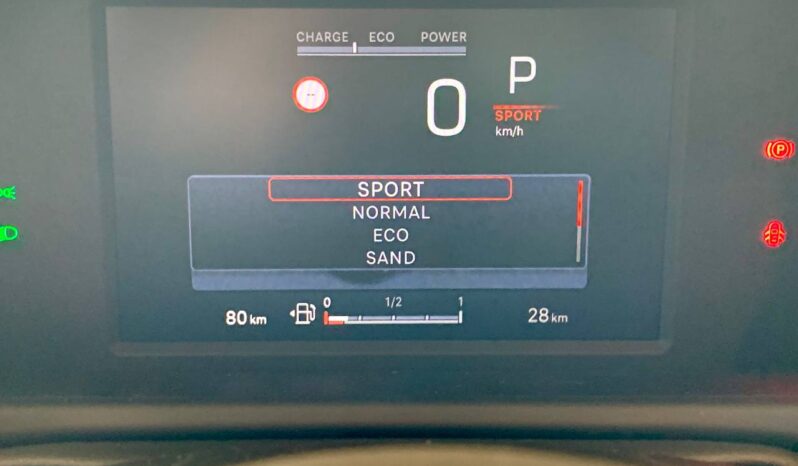 CHARGE ECO POWER
P
--
0
SPORT
km/h
SPORT
NORMAL
ECO
SAND
0 1/2 1
80 km
28 km
(P)